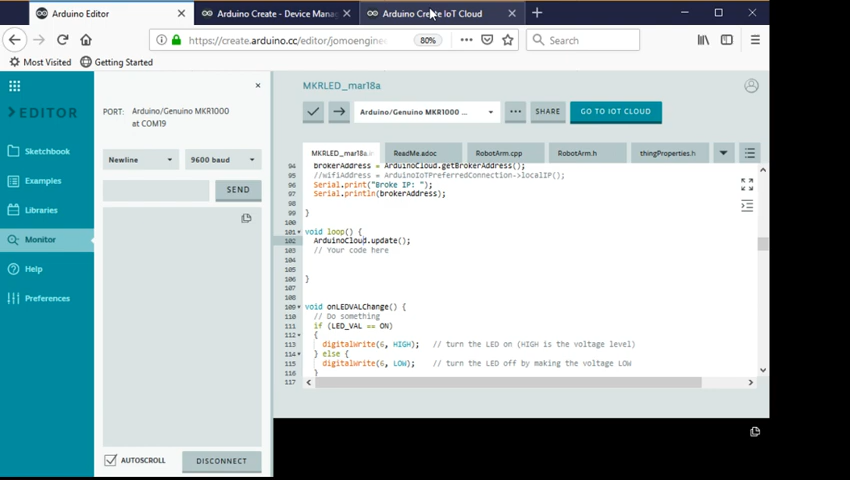 Arduino Editor
Arduino Create - Device Manag
Arduino Create IoT Cloud
https://create.arduino.cc/editor/jomoengine
80%
Search
Most Visited
Getting Started
EDITOR
Sketchbook
Examples
Libraries
Monitor
Help
Preferences
PORT:
Arduino/Genuino MKR1000
at COM19
Newline
9600 baud
SEND
AUTOSCROLL
DISCONNECT
MKRLED_mar18a
Arduino/Genuino MKR1000 ...
SHARE
GO TO IOT CLOUD
MKRLED_mar18a.in
ReadMe.adoc
RobotArm.cpp
RobotArm.h
thingProperties.h
94 brokerAddress = ArduinoCloud.getBrokerAddress();
95 //wifiAddress = ArduinoIoTPreferredConnection->localIP();
96 Serial.print("Broke IP: ");
97 Serial.println(brokerAddress);
98
99 }
100
101 void loop() {
102 ArduinoCloud.update();
103 // Your code here
104
105
106 }
107
108
109 void onLEDVALChange() {
110 // Do something
111 if (LED_VAL == ON)
112 {
113 digitalWrite(6, HIGH); // turn the LED on (HIGH is the voltage level)
114 } else {
115 digitalWrite(6, LOW); // turn the LED off by making the voltage LOW
116 }
117